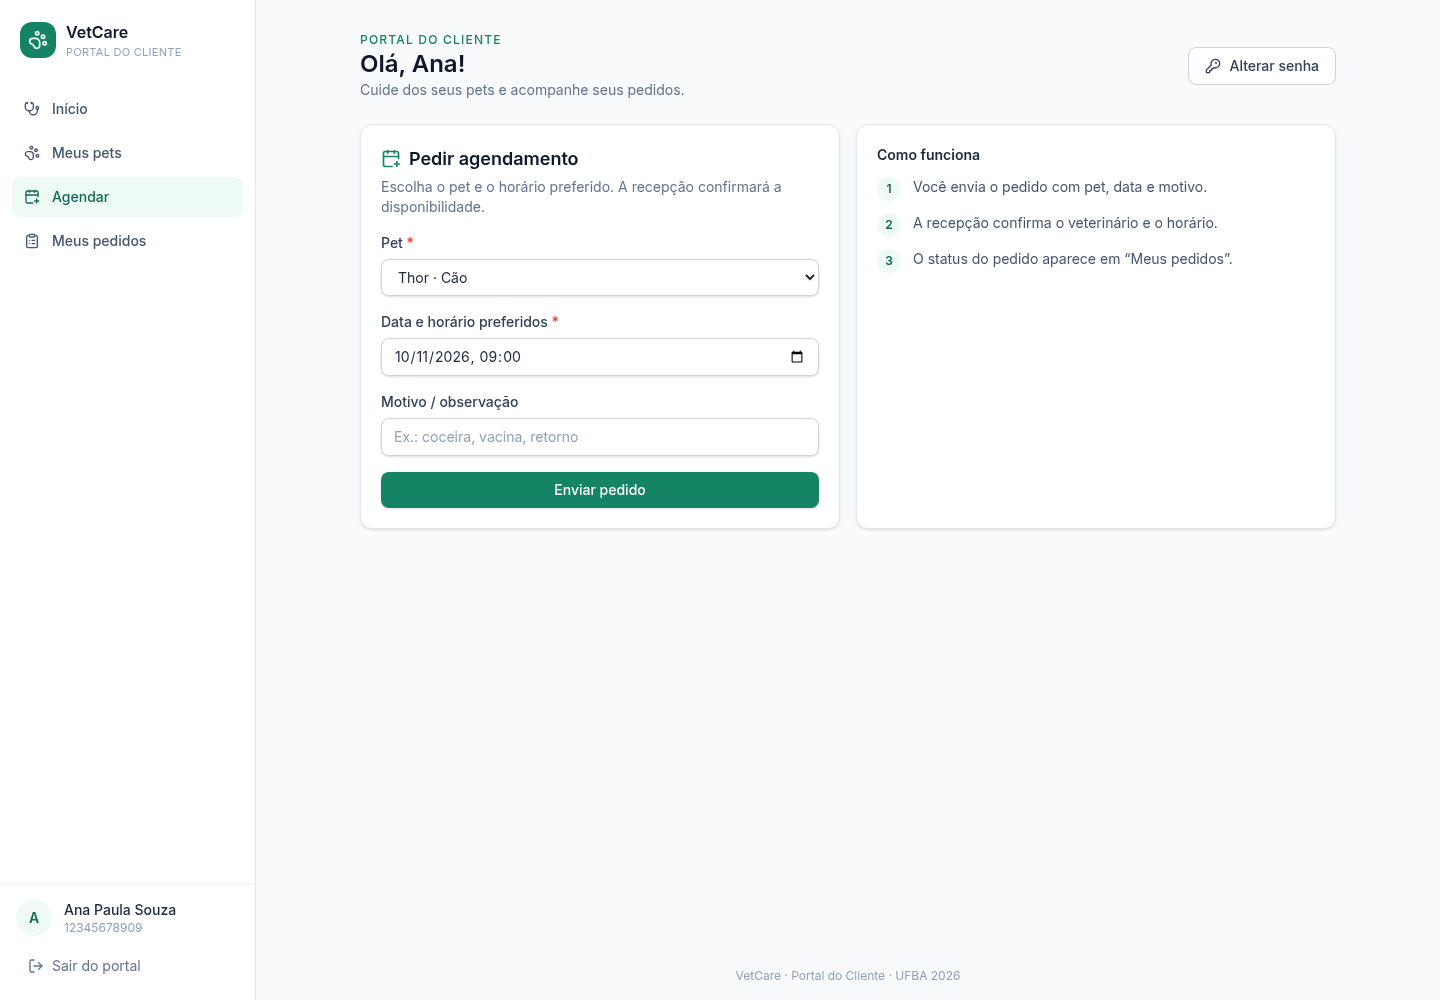 VetCare
PORTAL DO CLIENTE
Início
Meus pets
Agendar
Meus pedidos
Ana Paula Souza
12345678909
Sair do portal
PORTAL DO CLIENTE
Olá, Ana!
Cuide dos seus pets e acompanhe seus pedidos.
Alterar senha
Pedir agendamento
Escolha o pet e o horário preferido. A recepção confirmará a
disponibilidade.
Pet *
Thor · Cão
Data e horário preferidos *
10/11/2026, 09:00
Motivo / observação
Ex.: coceira, vacina, retorno
Enviar pedido
Como funciona
1 Você envia o pedido com pet, data e motivo.
2 A recepção confirma o veterinário e o horário.
3 O status do pedido aparece em “Meus pedidos”.
VetCare · Portal do Cliente · UFBA 2026
A